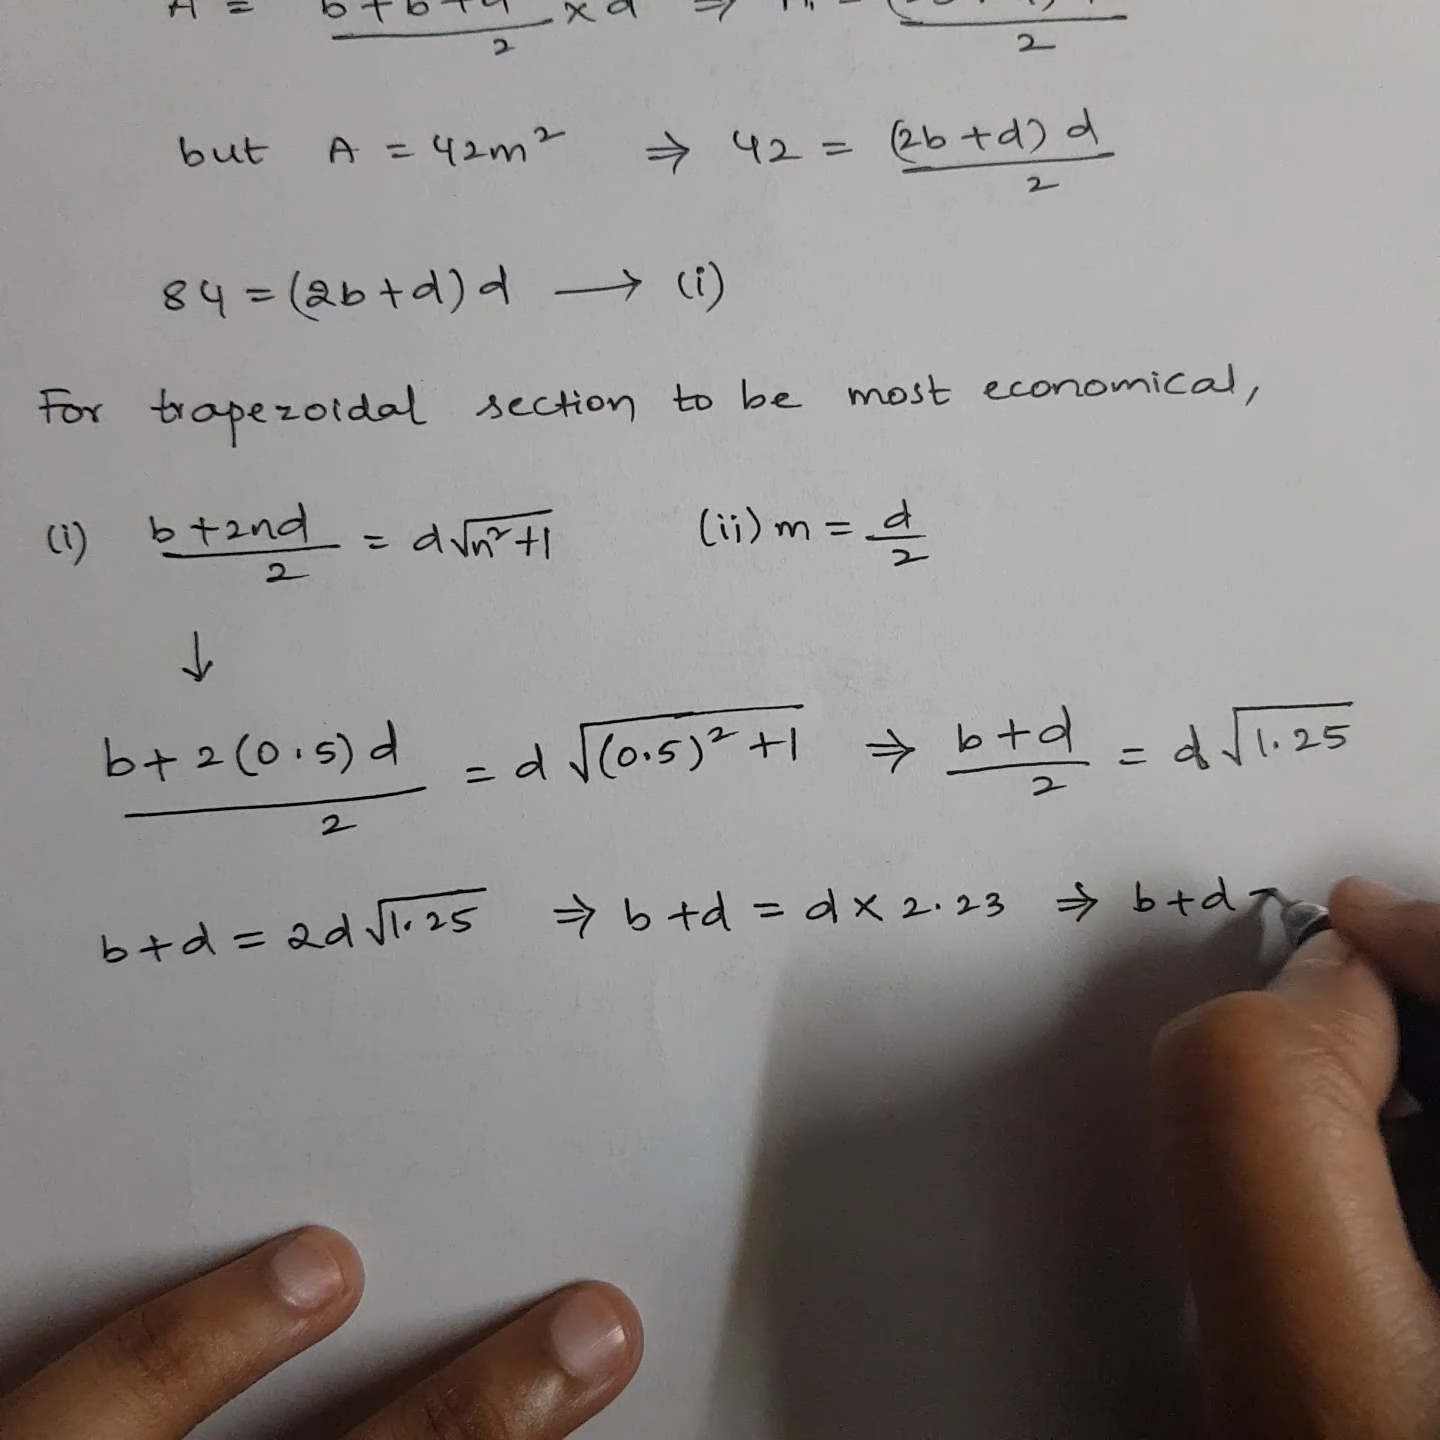 A = b+b+d/2 × d ⇒
but A = 42m² ⇒ 42 = (2b+d)d/2
84 = (2b+d)d ⟶ (i)
For trapezoidal section to be most economical,
(i) b+2nd/2 = d√(n²+1) (ii) m = d/2
↓
b+2(0.5)d/2 = d√((0.5)²+1) ⇒ b+d/2 = d√1.25
b+d = 2d√1.25 ⇒ b+d = d×2.23 ⇒ b+d